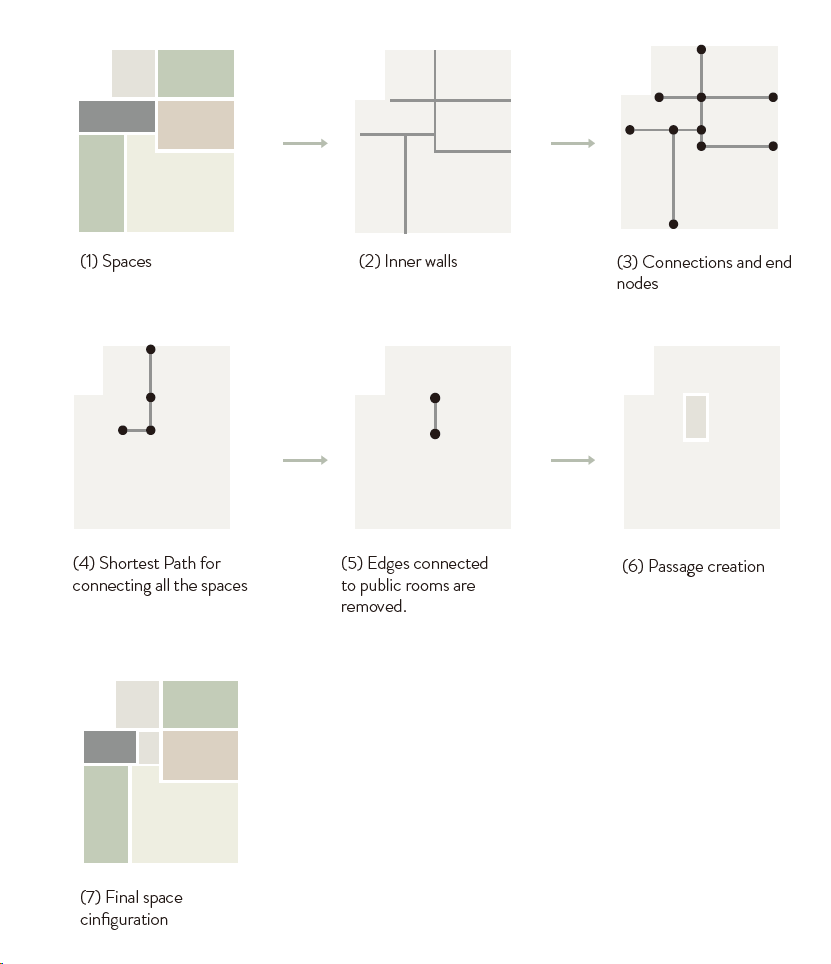 (1) Spaces
(2) Inner walls
(3) Connections and end
nodes
(4) Shortest Path for
connecting all the spaces
(5) Edges connected
to public rooms are
removed.
(6) Passage creation
(7) Final space
cinfiguration